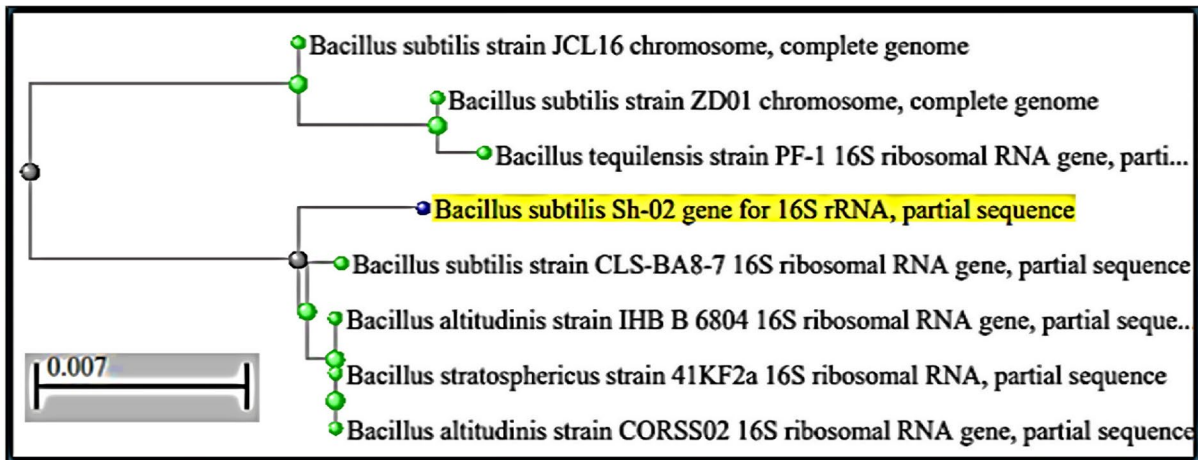 Bacillus subtilis strain JCL16 chromosome, complete genome
Bacillus subtilis strain ZD01 chromosome, complete genome
Bacillus tequilensis strain PF-1 16S ribosomal RNA gene, parti...
Bacillus subtilis Sh-02 gene for 16S rRNA, partial sequence
Bacillus subtilis strain CLS-BA8-7 16S ribosomal RNA gene, partial sequence
Bacillus altitudinis strain IHB B 6804 16S ribosomal RNA gene, partial seque...
0.007
Bacillus stratosphericus strain 41KF2a 16S ribosomal RNA, partial sequence
Bacillus altitudinis strain CORSS02 16S ribosomal RNA gene, partial sequence